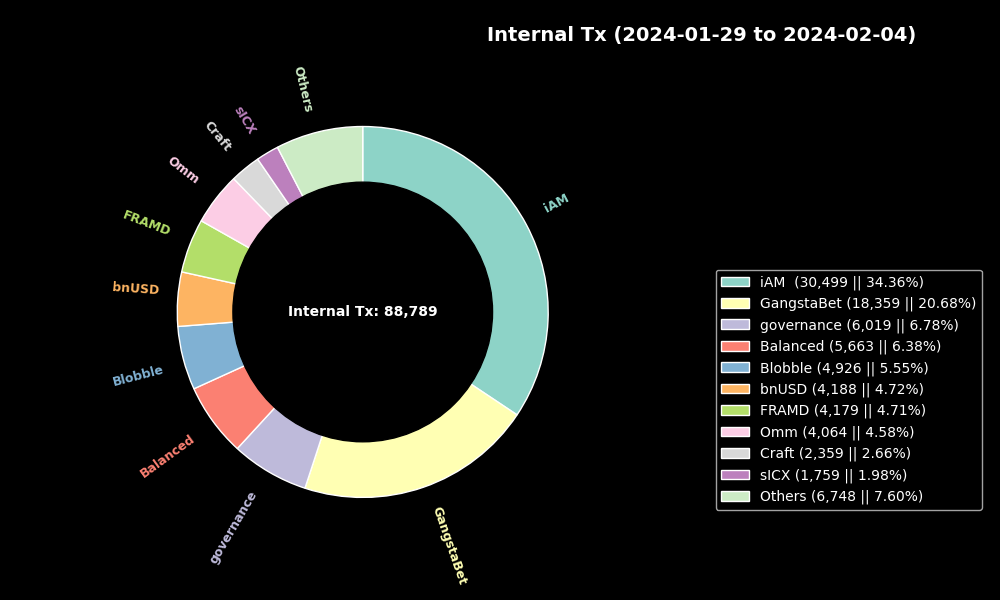 Internal Tx (2024-01-29 to 2024-02-04)
Others
sICX
Craft
Omm
iAM
FRAMD
bnUSD
Internal Tx: 88,789
Blobble
Balanced
governance
GangstaBet
iAM  (30,499 || 34.36%)
GangstaBet (18,359 || 20.68%)
governance (6,019 || 6.78%)
Balanced (5,663 || 6.38%)
Blobble (4,926 || 5.55%)
bnUSD (4,188 || 4.72%)
FRAMD (4,179 || 4.71%)
Omm (4,064 || 4.58%)
Craft (2,359 || 2.66%)
sICX (1,759 || 1.98%)
Others (6,748 || 7.60%)